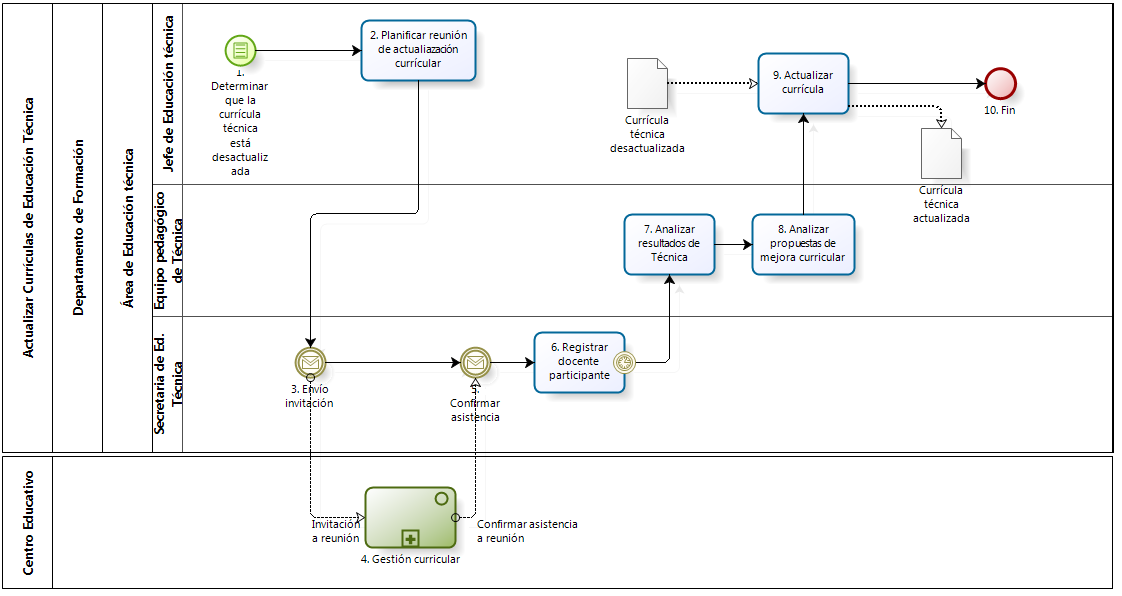 Actualizar Currículas de Educación Técnica
Departamento de Formación
Área de Educación técnica
Jefe de Educación técnica
1.
Determinar
que la
currícula
técnica
está
desactualiz
ada
2. Planificar reunión
de actualiazación
currícular
Currícula
técnica
desactualizada
9. Actualizar
currícula
10. Fin
Currícula
técnica
actualizada
Equipo pedagógico
de Técnica
7. Analizar
resultados de
Técnica
8. Analizar
propuestas de
mejora curricular
Secretaria de Ed.
Técnica
3. Envío
invitación
5.
Confirmar
asistencia
6. Registrar
docente
participante
Centro Educativo
Invitación
a reunión
4. Gestión curricular
Confirmar asistencia
a reunión